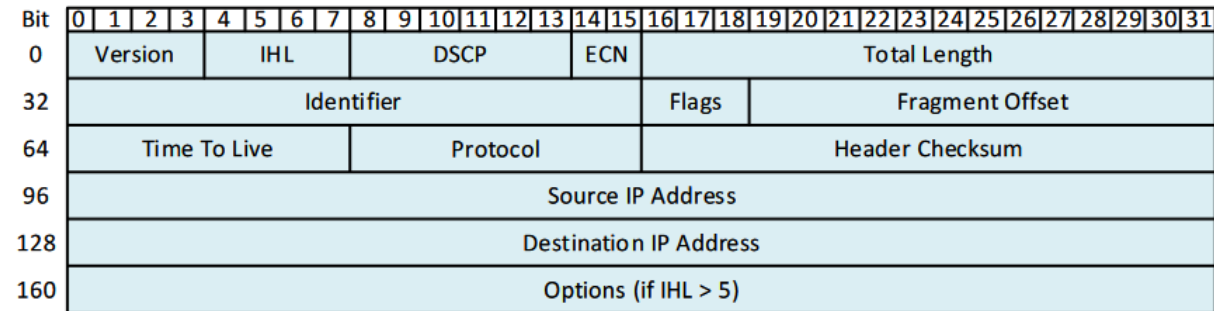 Bit 0 1 2 3 4 5 6 7 8 9 10 11 12 13 14 15 16 17 18 19 20 21 22 23 24 25 26 27 28 29 30 31
0 Version IHL DSCP ECN Total Length
32 Identifier Flags Fragment Offset
64 Time To Live Protocol Header Checksum
96 Source IP Address
128 Destination IP Address
160 Options (if IHL > 5)